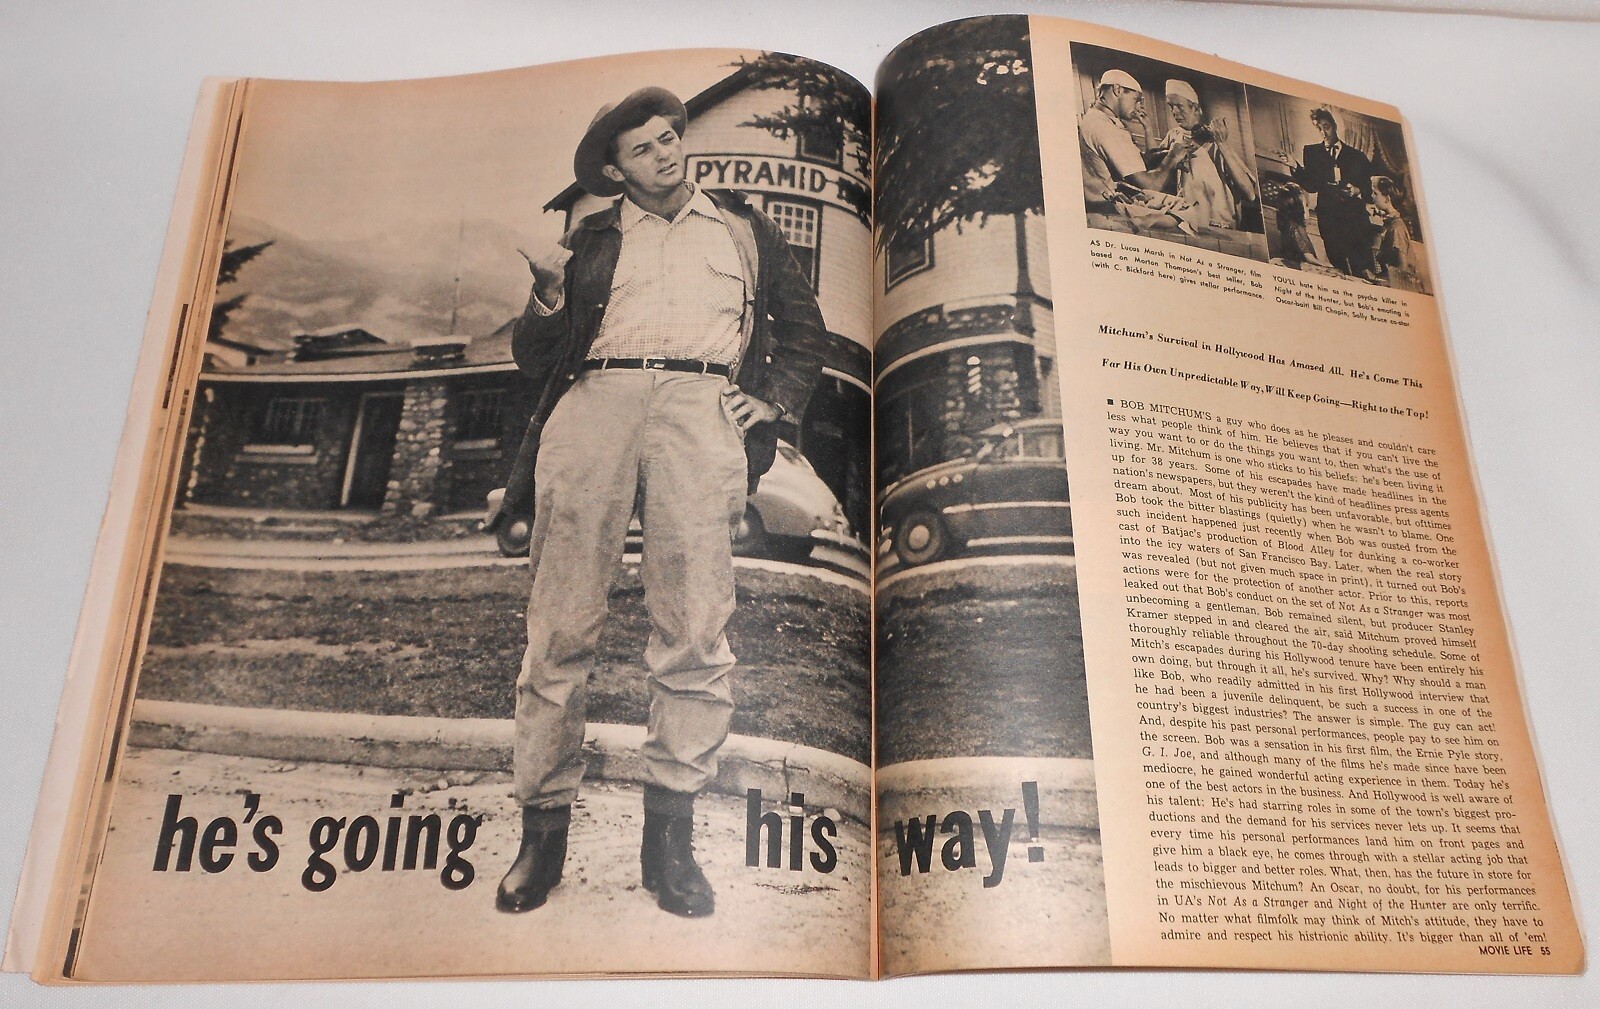 PYRAMID
he's going his way!
AS Dr. Lucas Marsh in Not As a Stranger, film
based on Morton Thompson's best seller, Bob
(with C. Bickford here) gives stellar performance.
YOU'LL hate him as the psycho killer in
Night of the Hunter, but Bob's emoting is
Oscar-bait! Bill Chapin, Sally Bruce co-star
Mitchum's Survival in Hollywood Has Amazed All. He's Come This
Far His Own Unpredictable Way, Will Keep Going—Right to the Top!
■ BOB MITCHUM'S a guy who does as he pleases and couldn't care
less what people think of him. He believes that if you can't live the
way you want to or do the things you want to, then what's the use of
living. Mr. Mitchum is one who sticks to his beliefs; he's been living it
up for 38 years. Some of his escapades have made headlines in the
nation's newspapers, but they weren't the kind of headlines press agents
dream about. Most of his publicity has been unfavorable, but ofttimes
Bob took the bitter blastings (quietly) when he wasn't to blame. One
such incident happened just recently when Bob was ousted from the
cast of Batjac's production of Blood Alley for dunking a co-worker
into the icy waters of San Francisco Bay. Later, when the real story
was revealed (but not given much space in print), it turned out Bob's
actions were for the protection of another actor. Prior to this, reports
leaked out that Bob's conduct on the set of Not As a Stranger was most
unbecoming a gentleman. Bob remained silent, but producer Stanley
Kramer stepped in and cleared the air, said Mitchum proved himself
thoroughly reliable throughout the 70-day shooting schedule. Some of
Mitch's escapades during his Hollywood tenure have been entirely his
own doing, but through it all, he's survived. Why? Why should a man
like Bob, who readily admitted in his first Hollywood interview that
he had been a juvenile delinquent, be such a success in one of the
country's biggest industries? The answer is simple. The guy can act!
And, despite his past personal performances, people pay to see him on
the screen. Bob was a sensation in his first film, the Ernie Pyle story,
G. I. Joe, and although many of the films he's made since have been
mediocre, he gained wonderful acting experience in them. Today he's
one of the best actors in the business. And Hollywood is well aware of
his talent: He's had starring roles in some of the town's biggest pro-
ductions and the demand for his services never lets up. It seems that
every time his personal performances land him on front pages and
give him a black eye, he comes through with a stellar acting job that
leads to bigger and better roles. What, then, has the future in store for
the mischievous Mitchum? An Oscar, no doubt, for his performances
in UA's Not As a Stranger and Night of the Hunter are only terrific.
No matter what filmfolk may think of Mitch's attitude, they have to
admire and respect his histrionic ability. It's bigger than all of 'em!
MOVIE LIFE 55